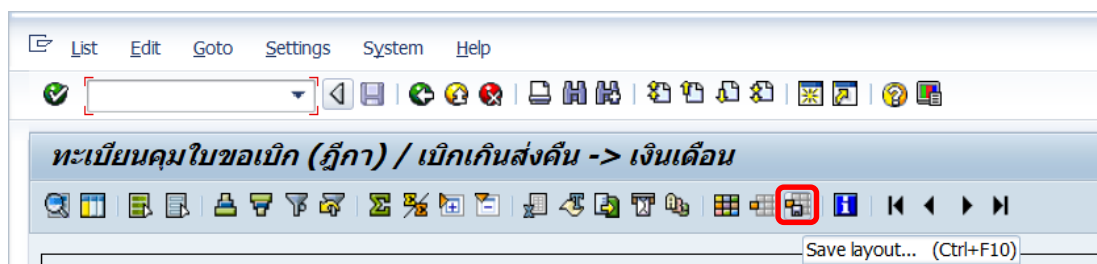 List Edit Goto Settings System Help
ทะเบียนคุมใบขอเบิก (ฎีกา) / เบิกเกินส่งคืน -> เงินเดือน
Save layout... (Ctrl+F10)